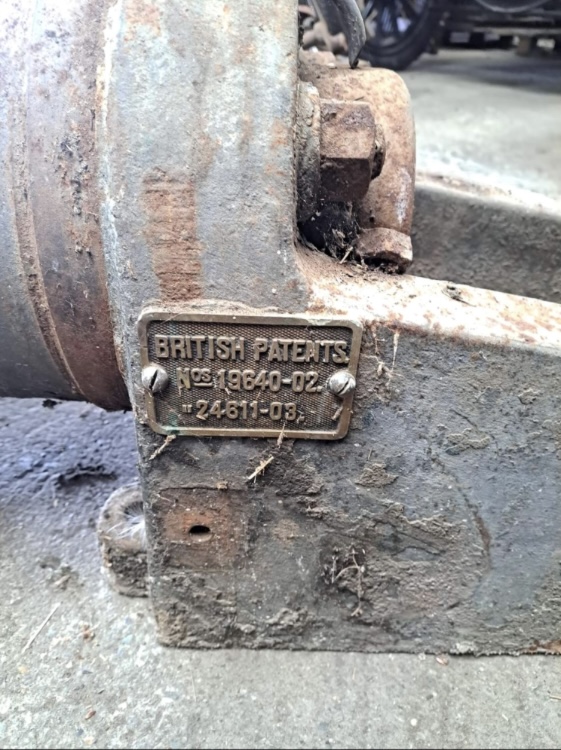 BRITISH PATENTS.
Nos. 19640-02.
" 24611-03. "